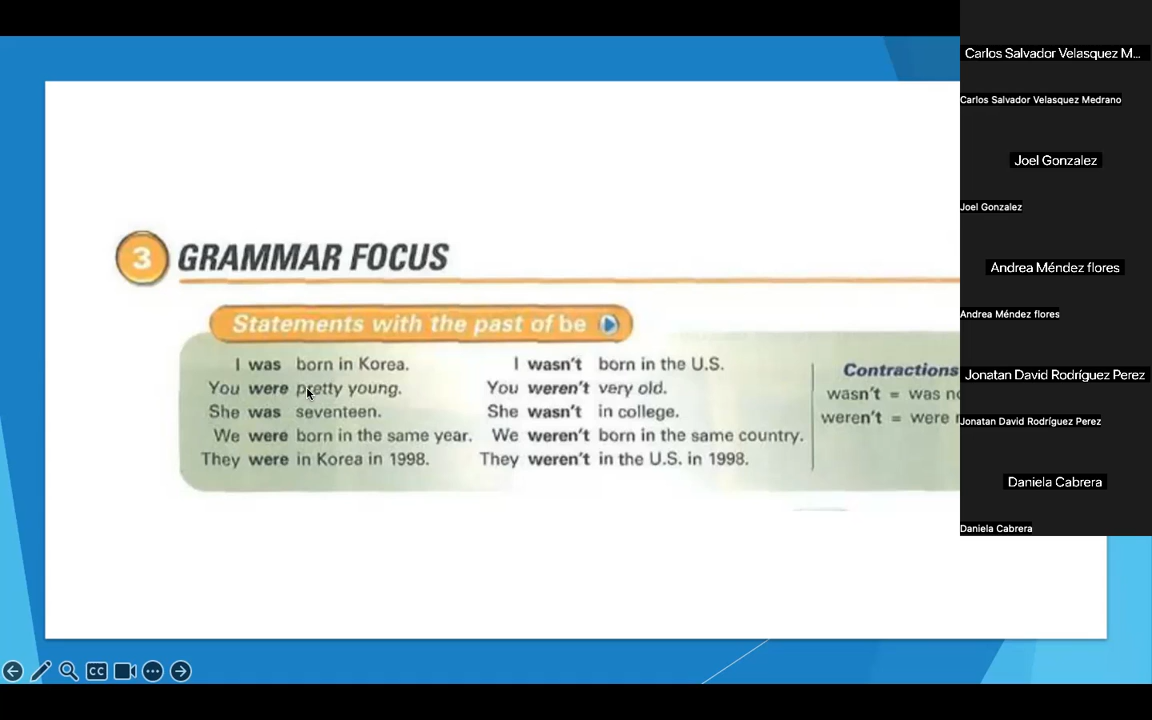 3 GRAMMAR FOCUS
Statements with the past of be
I was born in Korea.
You were pretty young.
She was seventeen.
We were born in the same year.
They were in Korea in 1998.
I wasn't born in the U.S.
You weren't very old.
She wasn't in college.
We weren't born in the same country.
They weren't in the U.S. in 1998.
Contractions
wasn't = was
weren't = were
Carlos Salvador Velasquez M...
Carlos Salvador Velasquez Medrano
Joel Gonzalez
Joel Gonzalez
Andrea Méndez flores
Andrea Méndez flores
Jonatan David Rodríguez Perez
Jonatan David Rodríguez Perez
Daniela Cabrera
Daniela Cabrera
CC